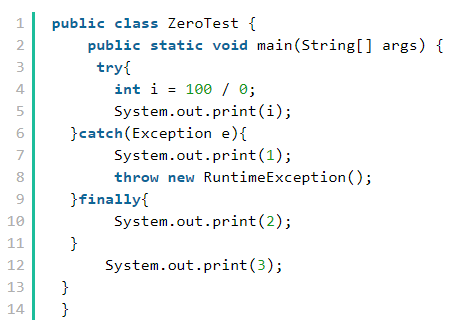 1 public class ZeroTest {
2 public static void main(String[] args) {
3 try{
4 int i = 100 / 0;
5 System.out.print(i);
6 }catch(Exception e){
7 System.out.print(1);
8 throw new RuntimeException();
9 }finally{
10 System.out.print(2);
11 }
12 System.out.print(3);
13 }
14 }